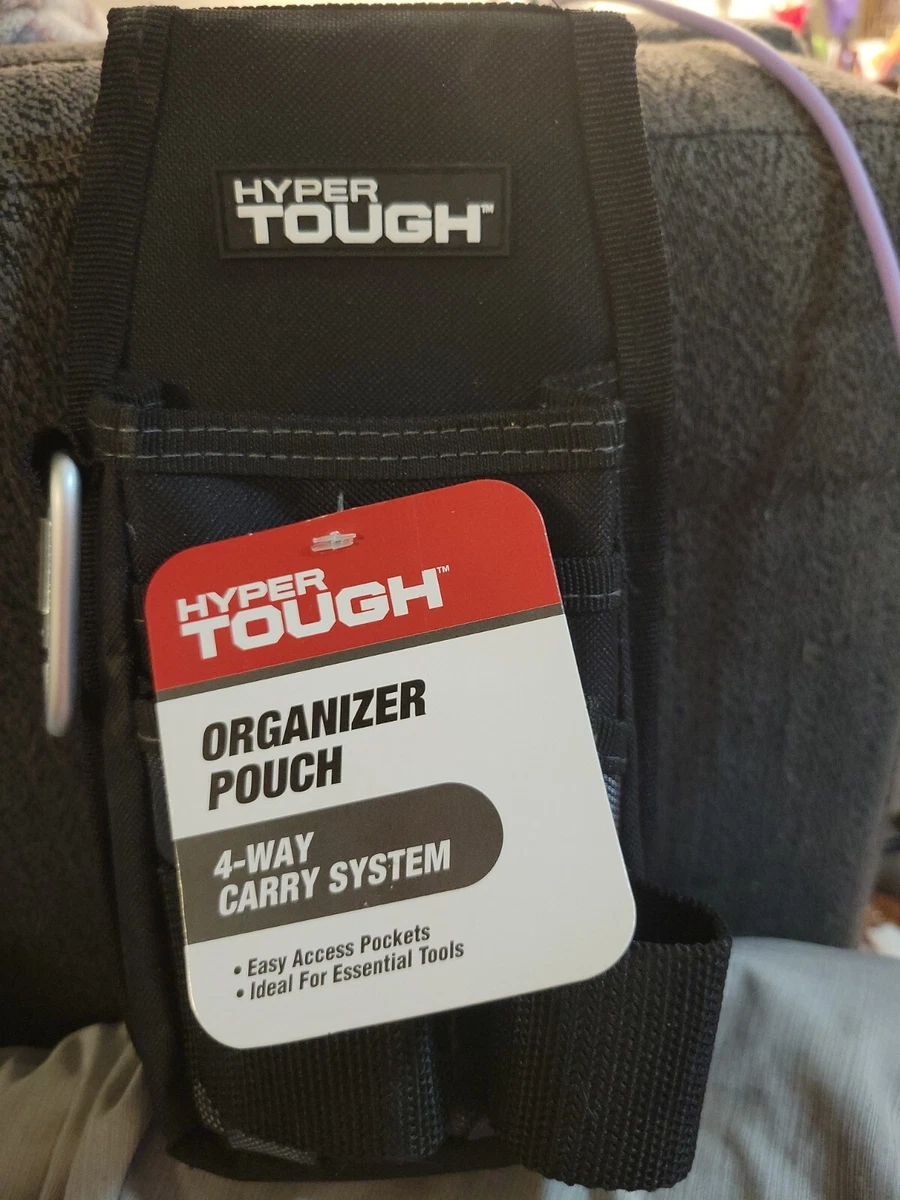 HYPER
TOUGH™
HYPER
TOUGH™
ORGANIZER
POUCH
4-WAY
CARRY SYSTEM
• Easy Access Pockets
• Ideal For Essential Tools